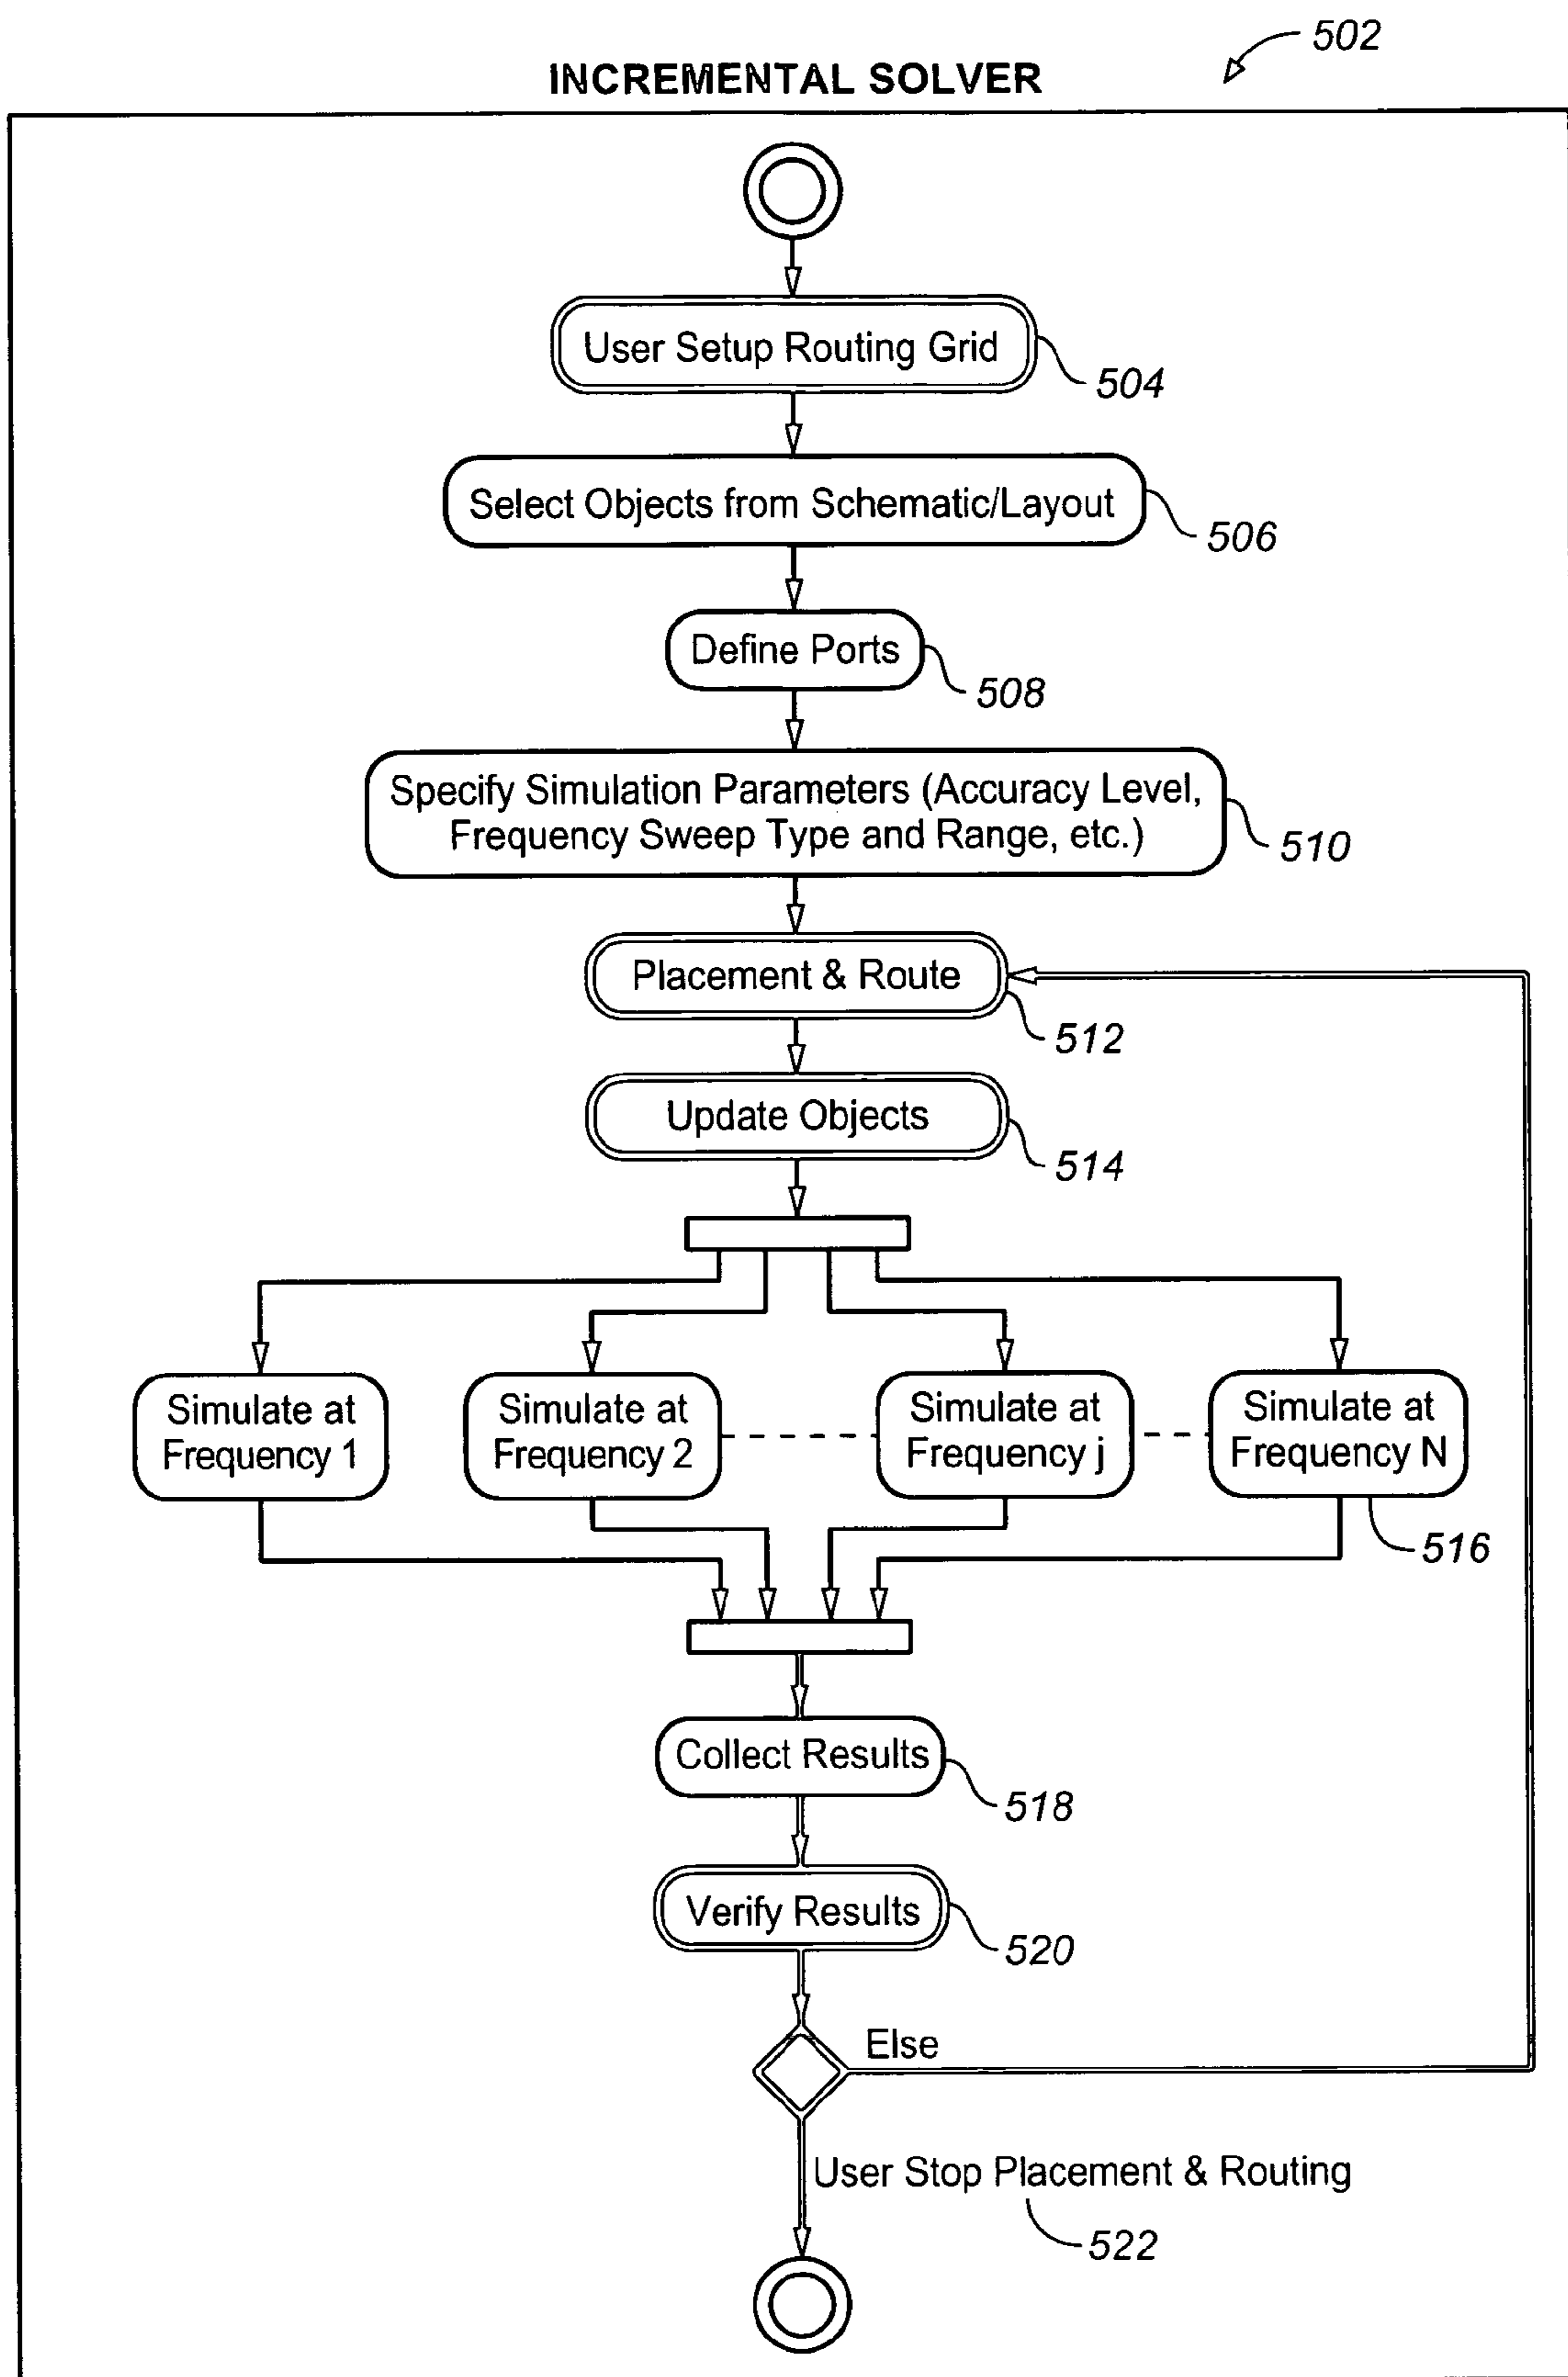 502
INCREMENTAL SOLVER
User Setup Routing Grid
504
Select Objects from Schematic/Layout
506
Define Ports
508
Specify Simulation Parameters (Accuracy Level,
Frequency Sweep Type and Range, etc.)
510
Placement & Route
512
Update Objects
514
Simulate at
Frequency 1
Simulate at
Frequency 2
Simulate at
Frequency j
Simulate at
Frequency N
516
Collect Results
518
Verify Results
520
Else
User Stop Placement & Routing
522